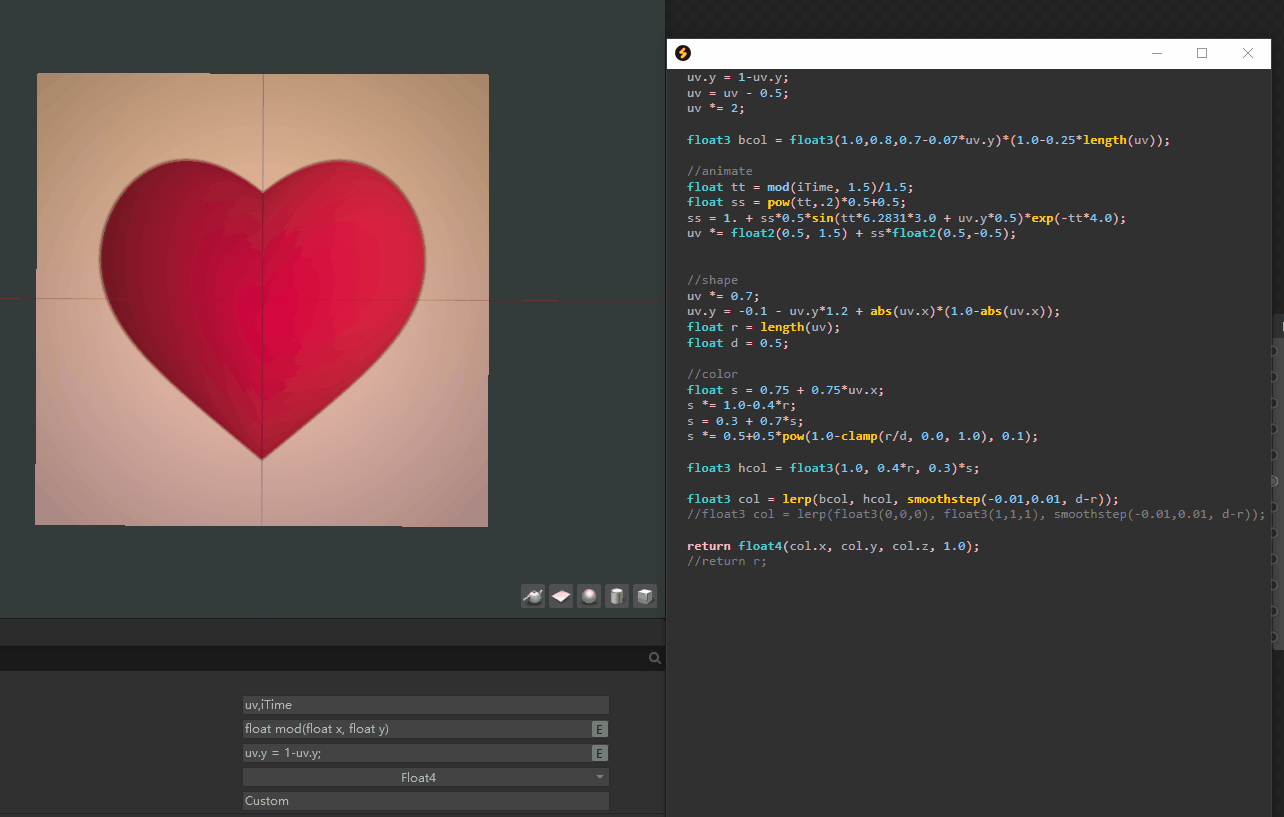 uv.y = 1-uv.y;
uv = uv - 0.5;
uv *= 2;
float3 bcol = float3(1.0,0.8,0.7-0.07*uv.y)*(1.0-0.25*length(uv));
//animate
float tt = mod(iTime, 1.5)/1.5;
float ss = pow(tt,.2)*0.5+0.5;
ss = 1. + ss*0.5*sin(tt*6.2831*3.0 + uv.y*0.5)*exp(-tt*4.0);
uv *= float2(0.5, 1.5) + ss*float2(0.5,-0.5);
//shape
uv *= 0.7;
uv.y = -0.1 - uv.y*1.2 + abs(uv.x)*(1.0-abs(uv.x));
float r = length(uv);
float d = 0.5;
//color
float s = 0.75 + 0.75*uv.x;
s *= 1.0-0.4*r;
s = 0.3 + 0.7*s;
s *= 0.5+0.5*pow(1.0-clamp(r/d, 0.0, 1.0), 0.1);
float3 hcol = float3(1.0, 0.4*r, 0.3)*s;
float3 col = lerp(bcol, hcol, smoothstep(-0.01,0.01, d-r));
//float3 col = lerp(float3(0,0,0), float3(1,1,1), smoothstep(-0.01,0.01, d-r));
return float4(col.x, col.y, col.z, 1.0);
//return r;
uv,iTime
float mod(float x, float y) E
uv.y = 1-uv.y; E
Float4
Custom